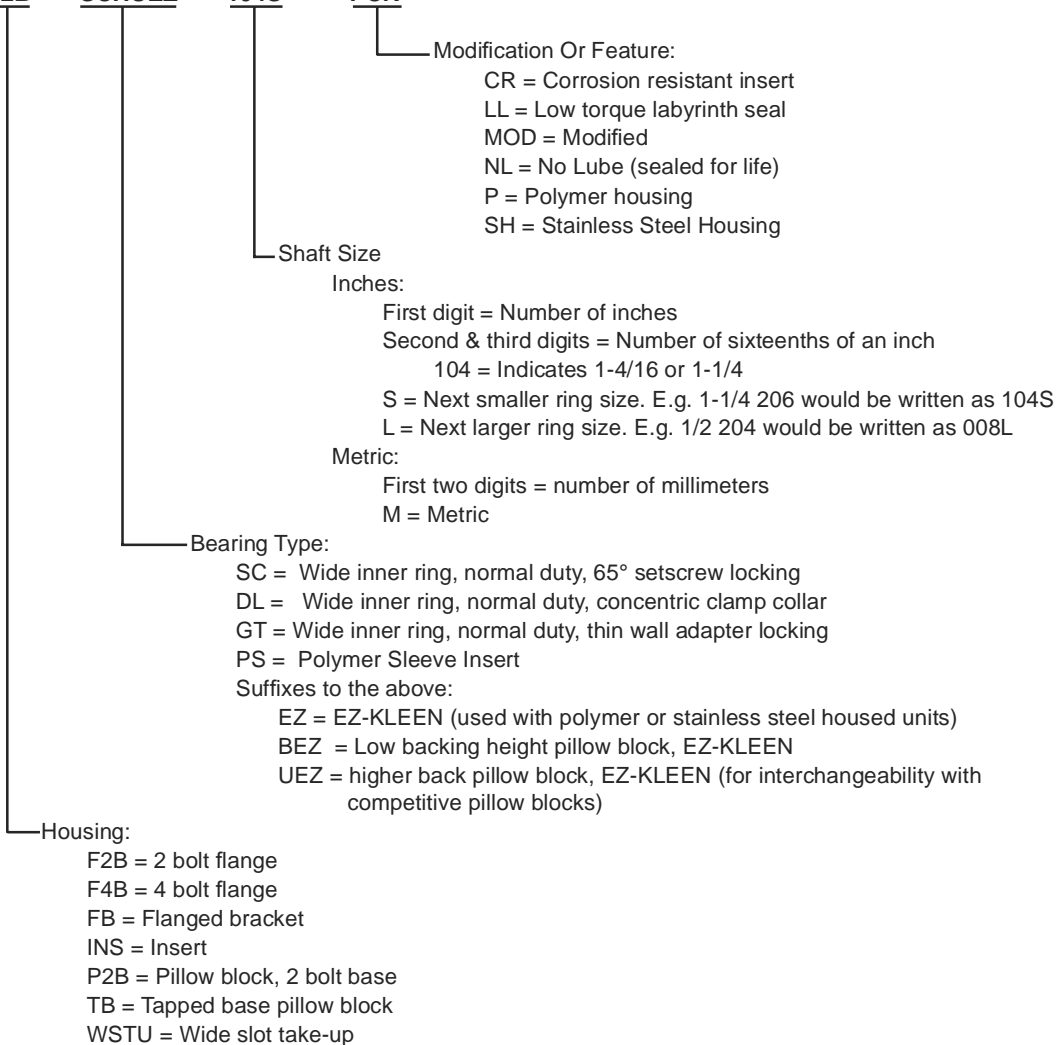 Modification Or Feature:
CR = Corrosion resistant insert
LL = Low torque labyrinth seal
MOD = Modified
NL = No Lube (sealed for life)
P = Polymer housing
SH = Stainless Steel Housing
Shaft Size
Inches:
First digit = Number of inches
Second & third digits = Number of sixteenths of an inch
104 = Indicates 1-4/16 or 1-1/4
S = Next smaller ring size. E.g. 1-1/4 206 would be written as 104S
L = Next larger ring size. E.g. 1/2 204 would be written as 008L
Metric:
First two digits = number of millimeters
M = Metric
Bearing Type:
SC = Wide inner ring, normal duty, 65° setscrew locking
DL = Wide inner ring, normal duty, concentric clamp collar
GT = Wide inner ring, normal duty, thin wall adapter locking
PS = Polymer Sleeve Insert
Suffixes to the above:
EZ = EZ-KLEEN (used with polymer or stainless steel housed units)
BEZ = Low backing height pillow block, EZ-KLEEN
UEZ = higher back pillow block, EZ-KLEEN (for interchangeability with
competitive pillow blocks)
Housing:
F2B = 2 bolt flange
F4B = 4 bolt flange
FB = Flanged bracket
INS = Insert
P2B = Pillow block, 2 bolt base
TB = Tapped base pillow block
WSTU = Wide slot take-up